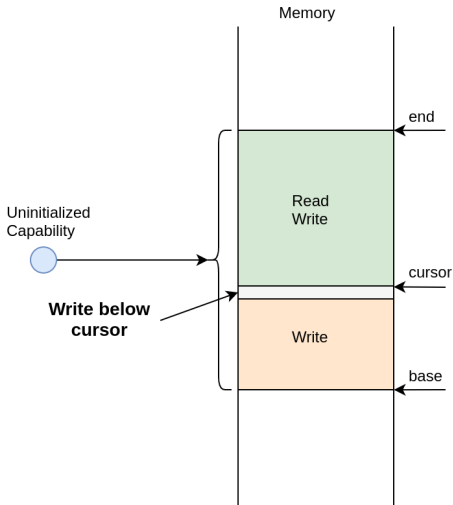 Memory
end
Read
Write
Uninitialized
Capability
cursor
Write below
cursor
Write
base